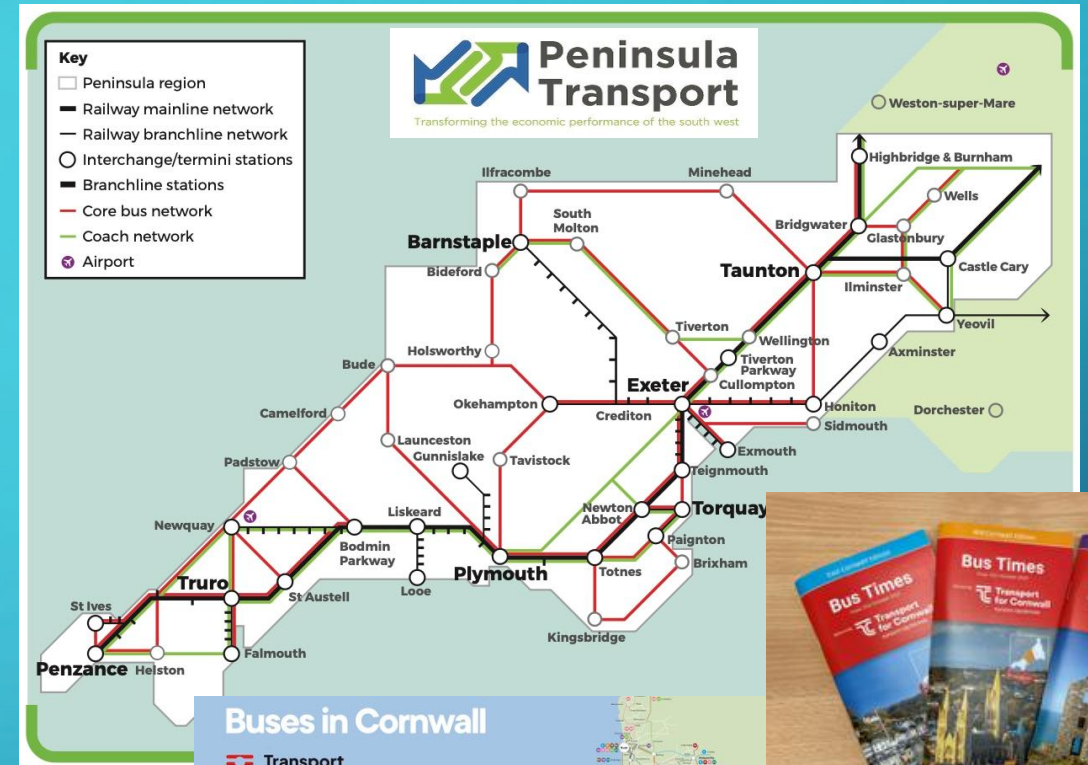 Key
Peninsula region
Railway mainline network
Railway branchline network
Interchange/termini stations
Branchline stations
Core bus network
Coach network
Airport
Peninsula
Transport
Transforming the economic performance of the south west
Weston-super-Mare
Highbridge & Burnham
Ilfracombe
Minehead
Wells
South
Molton
Bridgwater
Glastonbury
Barnstaple
Taunton
Castle Cary
Bideford
Ilminster
Yeovil
Tiverton
Wellington
Axminster
Holsworthy
Tiverton
Parkway
Bude
Cullompton
Exeter
Okehampton
Crediton
Honiton
Dorchester
Camelford
Sidmouth
Launceston
Gunnislake
Tavistock
Exmouth
Padstow
Teignmouth
Newton
Abbot
Torquay
Newquay
Liskeard
Bodmin
Parkway
Paignton
Plymouth
Totnes
Brixham
Truro
St Austell
Looe
St Ives
Kingsbridge
Falmouth
Penzance
Helston
Buses in Cornwall
Transport
Bus Times
Transport
for Cornwall
Bus Times
Transport
for Cornwall